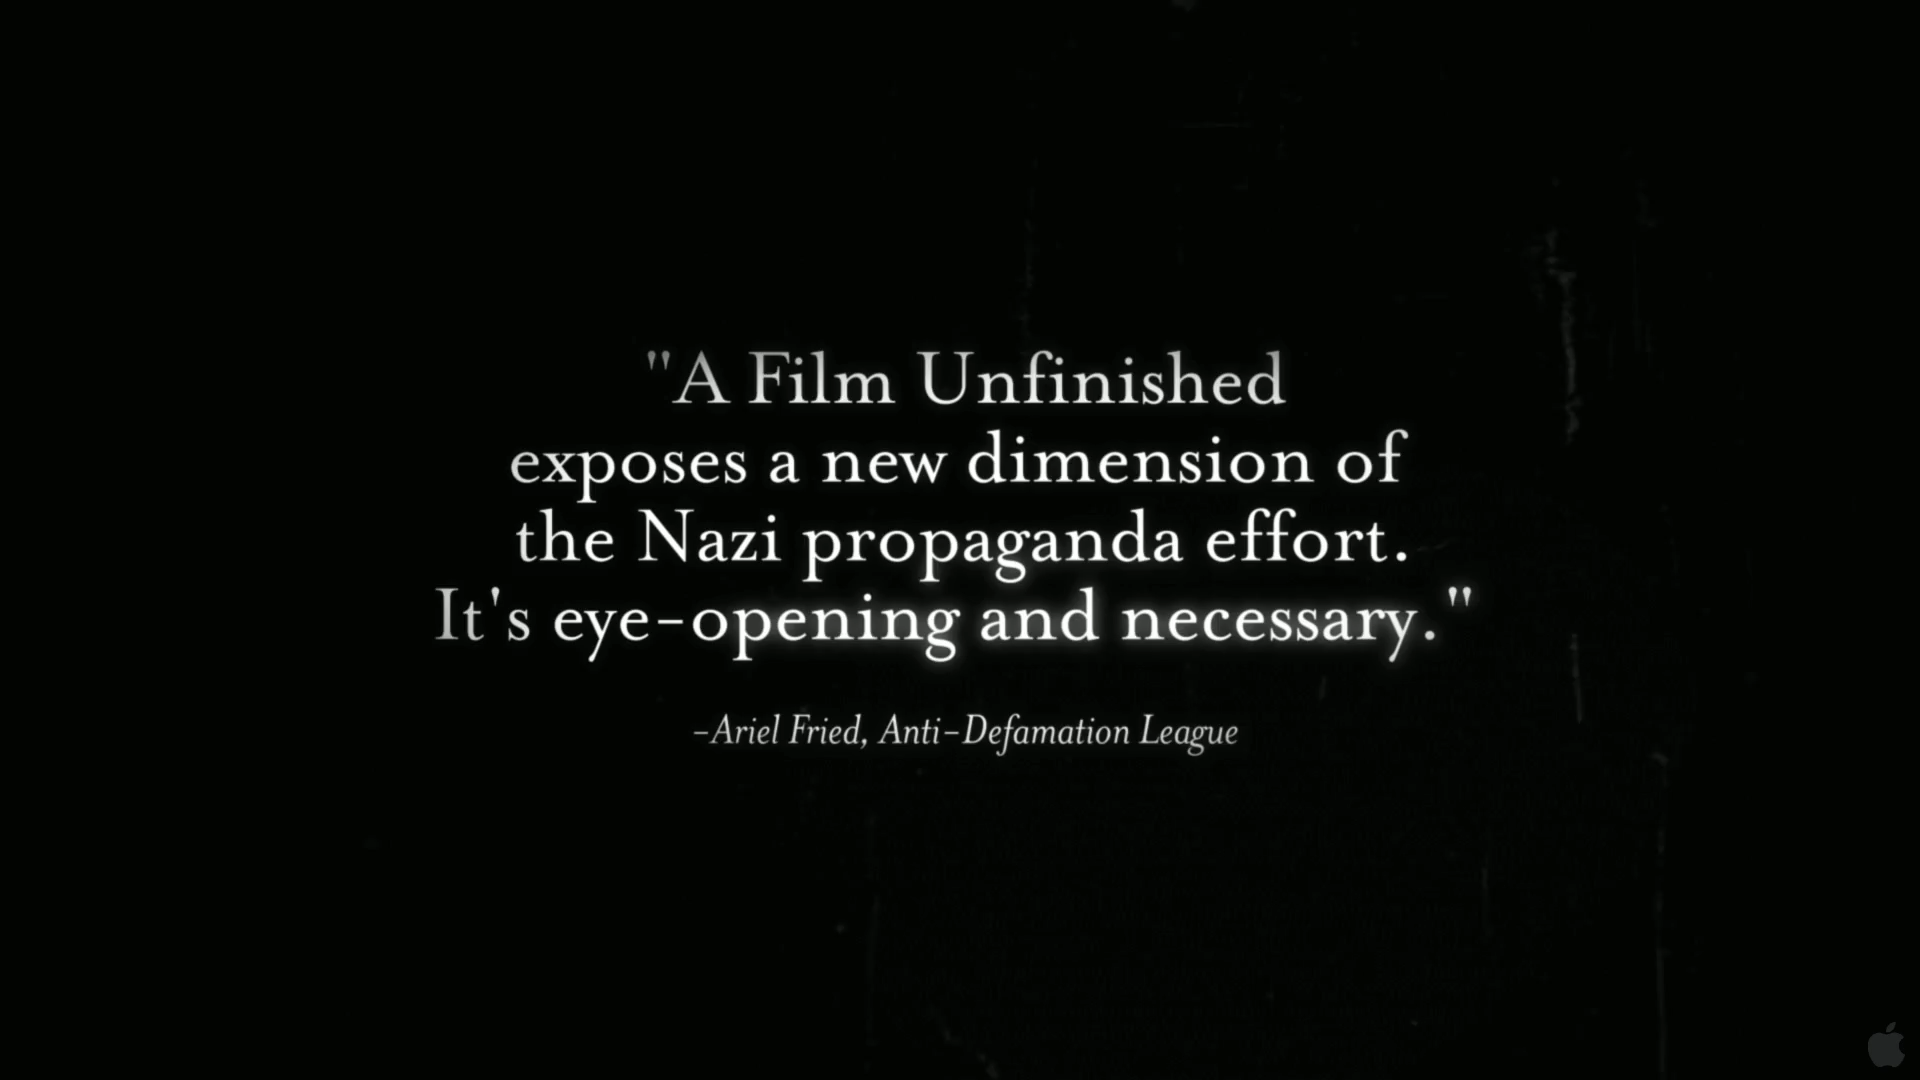 "A Film Unfinished
exposes a new dimension of
the Nazi propaganda effort.
It's eye-opening and necessary."
-Ariel Fried, Anti-Defamation League